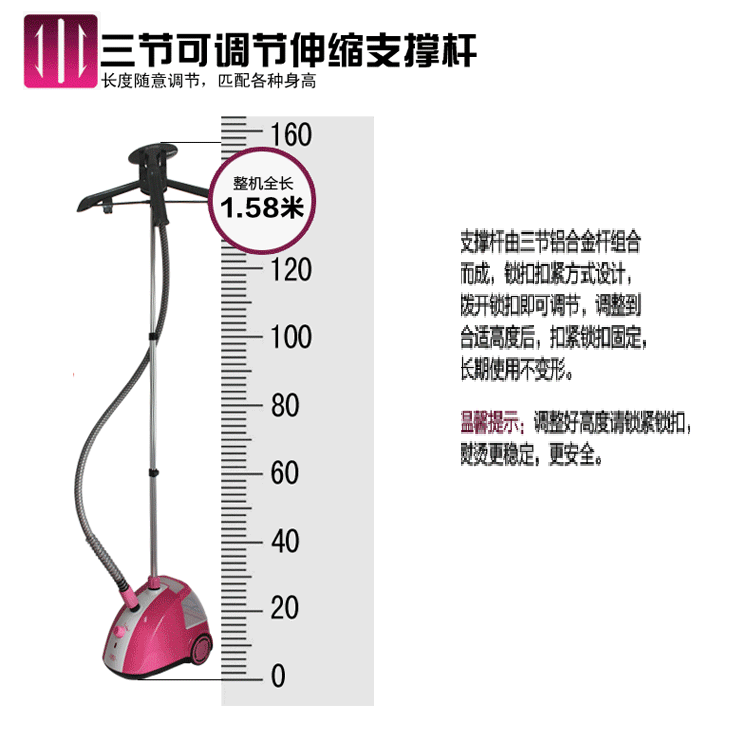 三节可调节伸缩支撑杆
长度随意调节，匹配各种身高
160
整机全长
1.58米
120
100
80
60
40
20
0
支撑杆由三节铝合金杆组合
而成，锁扣扣紧方式设计，
拨开锁扣即可调节，调整到
合适高度后，扣紧锁扣固定，
长期使用不变形。
温馨提示：调整好高度请锁紧锁扣，
熨烫更稳定，更安全。